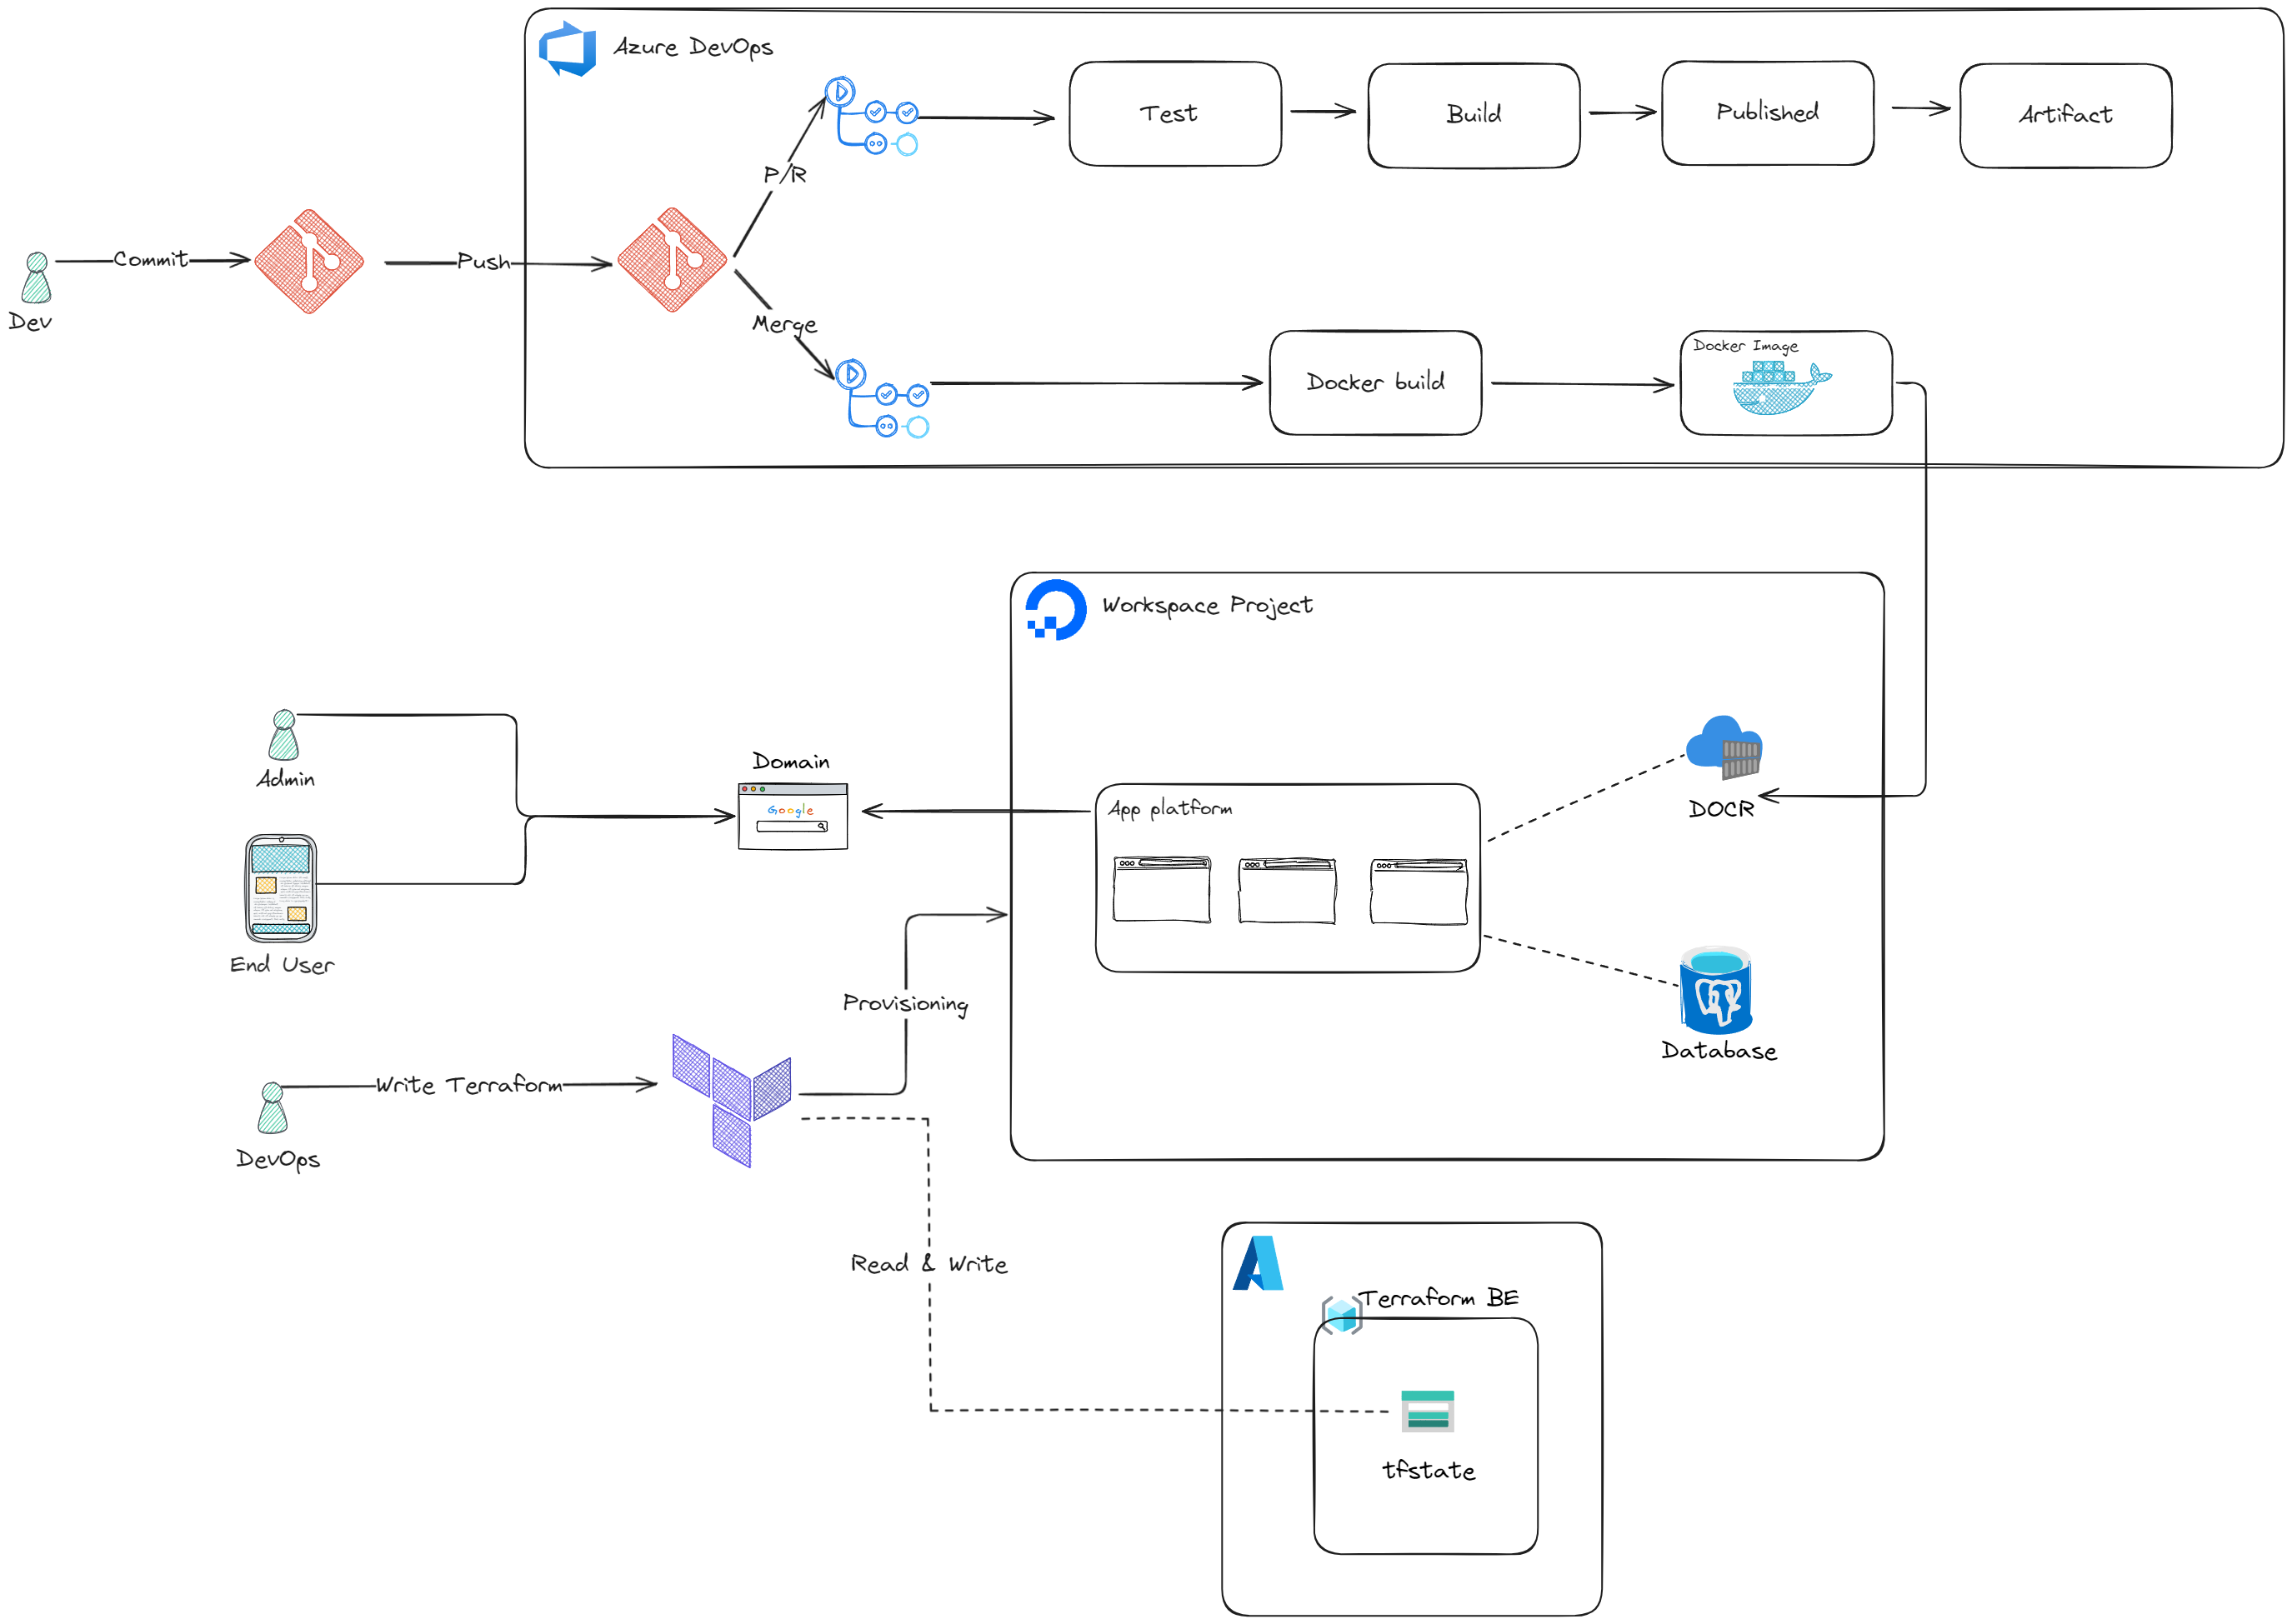 Azure DevOps
Test
Build
Published
Artifact
P/R
Commit
Push
Dev
Merge
Docker build
Docker Image
Workspace Project
Admin
Domain
Google
App platform
DOCR
End User
Provisioning
Database
Write Terraform
DevOps
Read & Write
Terraform BE
tfstate